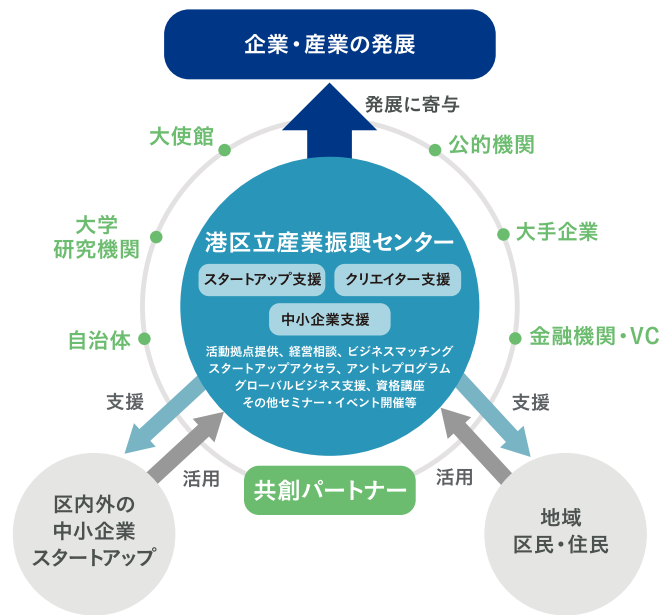 企業・産業の発展
発展に寄与
大使館
公的機関
大学
研究機関
大手企業
自治体
金融機関・VC
港区立産業振興センター
スタートアップ支援
クリエイター支援
中小企業支援
活動拠点提供、経営相談、ビジネスマッチング
スタートアップアクセラ、アントレプログラム
グローバルビジネス支援、資格講座
その他セミナー・イベント開催等
支援
支援
活用
活用
共創パートナー
区内外の
中小企業
スタートアップ
地域
区民・住民